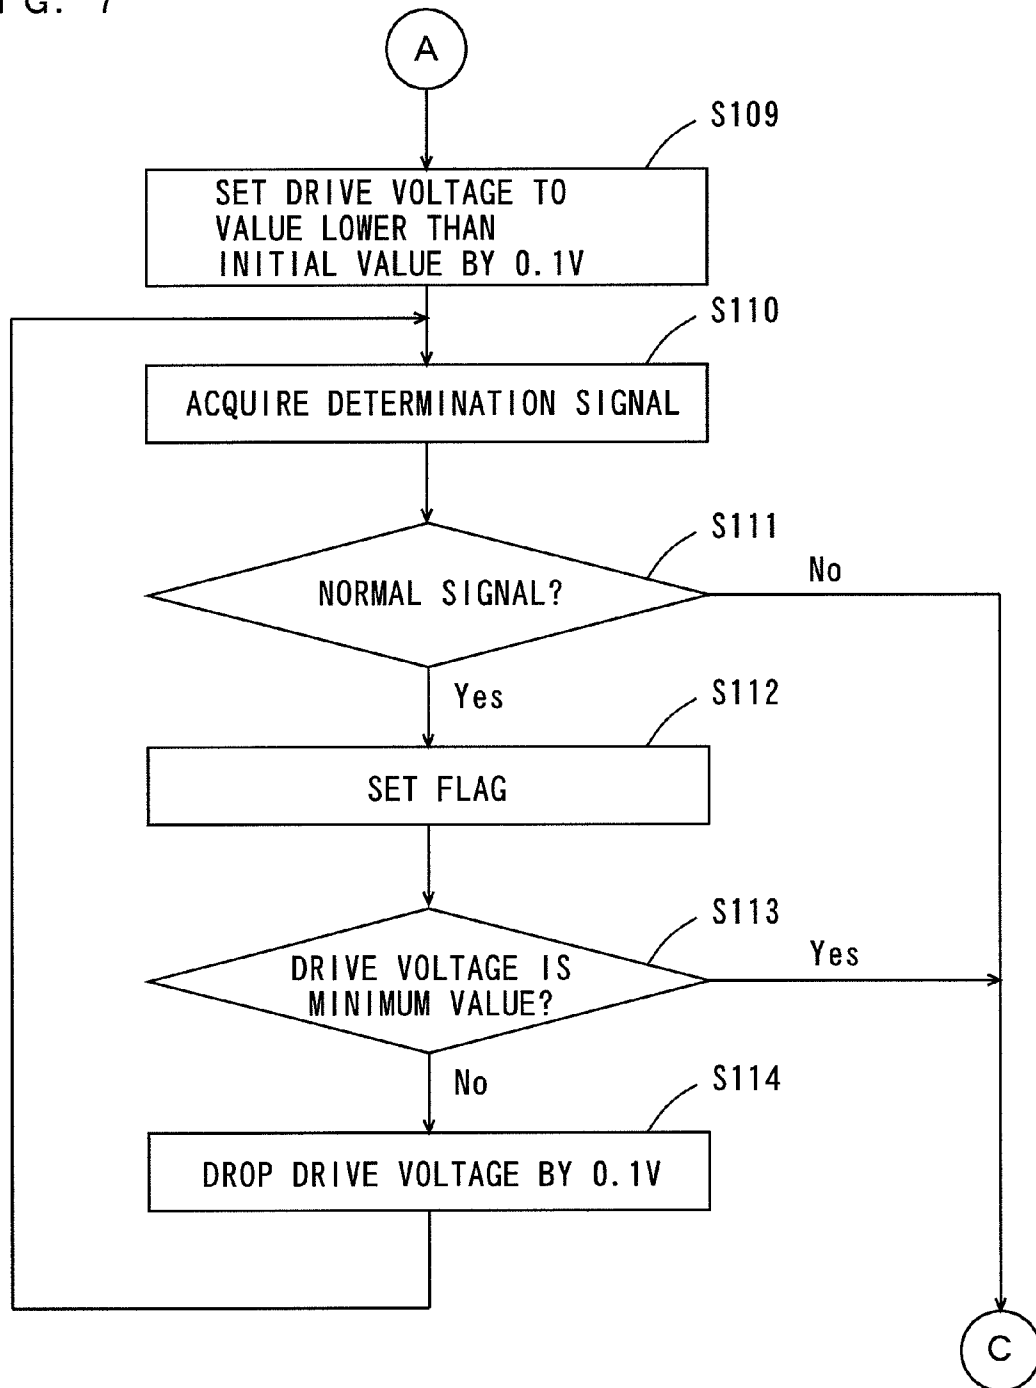 FG. 7
A
S109
SET DRIVE VOLTAGE TO
VALUE LOWER THAN
INITIAL VALUE BY 0.1V
S110
ACQUIRE DETERMINATION SIGNAL
S111
NORMAL SIGNAL?
No
Yes
S112
SET FLAG
S113
DRIVE VOLTAGE IS
MINIMUM VALUE?
Yes
No
S114
DROP DRIVE VOLTAGE BY 0.1V
C